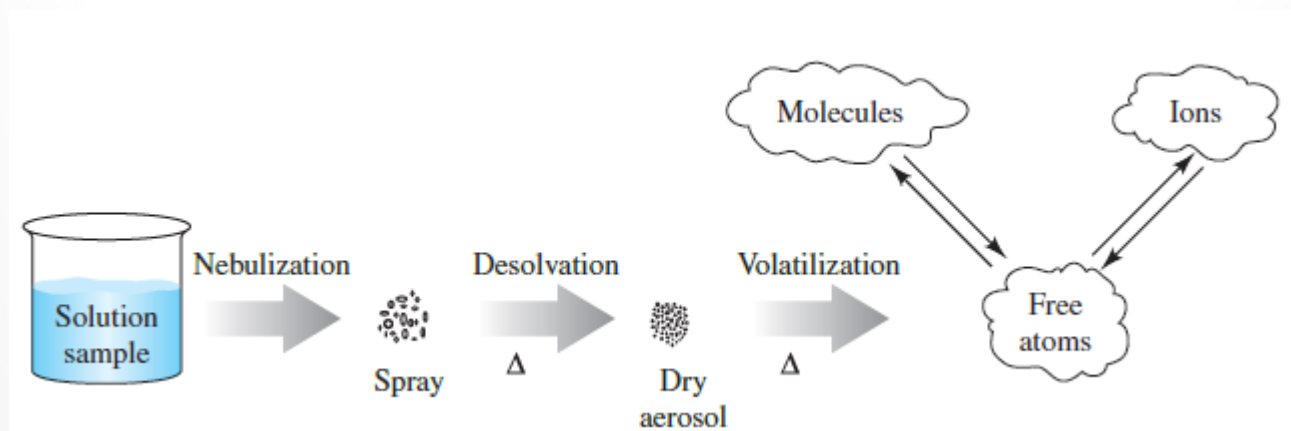 Molecules
Ions
Nebulization
Desolvation
Volatilization
Solution
sample
Spray
Δ
Dry
aerosol
Δ
Free
atoms